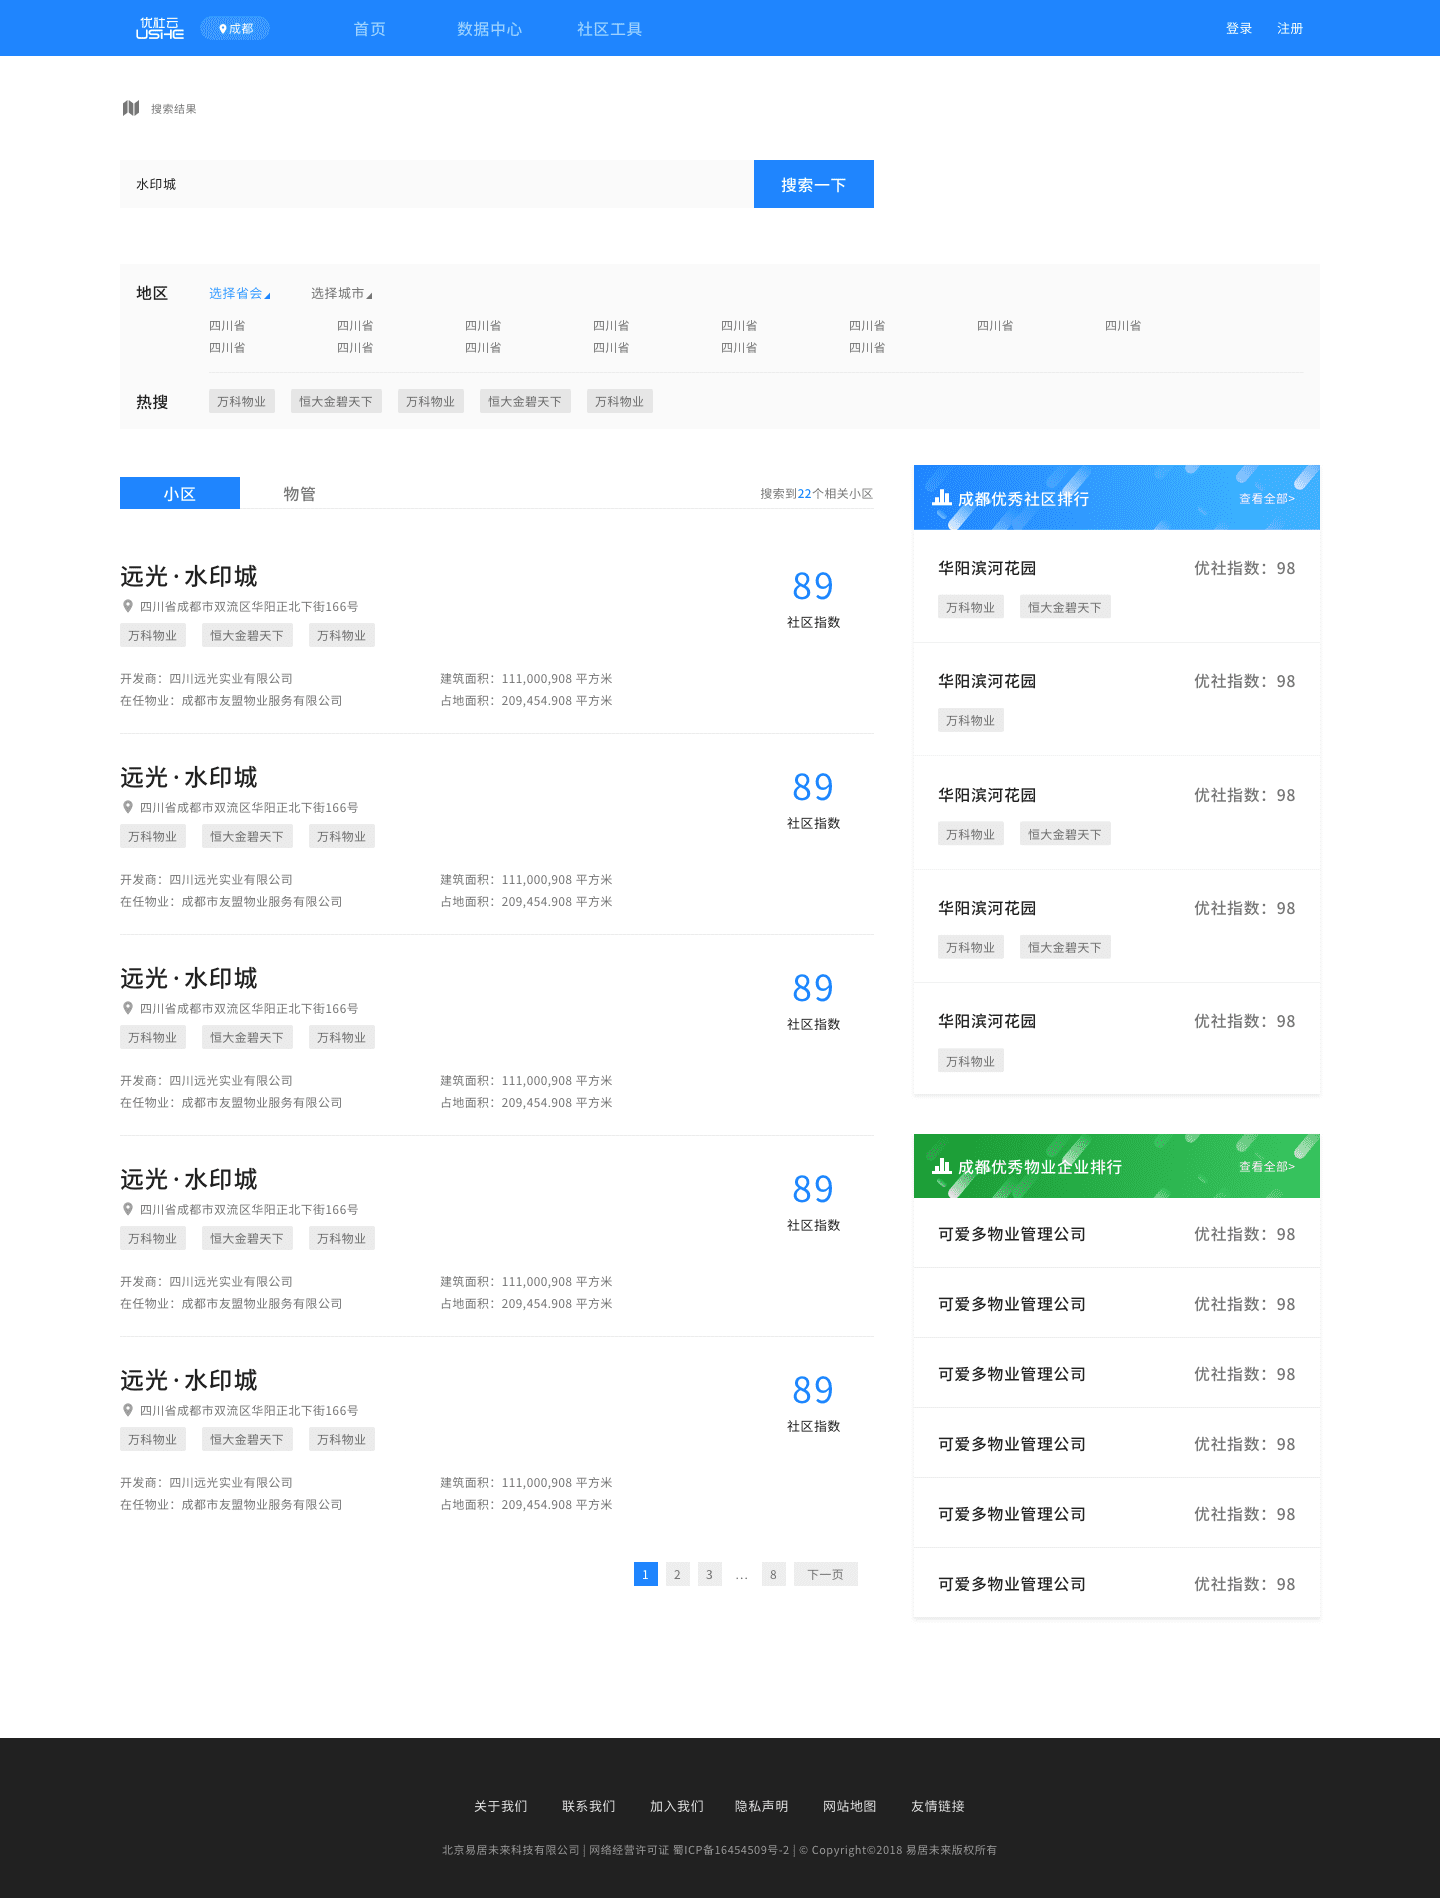 优社云
USHE
成都
首页 数据中心 社区工具
登录 注册
搜索结果
水印城
搜索一下
地区 选择省会 选择城市
四川省 四川省 四川省 四川省 四川省 四川省 四川省 四川省
四川省 四川省 四川省 四川省 四川省 四川省
热搜 万科物业 恒大金碧天下 万科物业 恒大金碧天下 万科物业
小区 物管 搜索到22个相关小区
远光·水印城
四川省成都市双流区华阳正北下街166号
万科物业 恒大金碧天下 万科物业
89
社区指数
开发商：四川远光实业有限公司 建筑面积：111,000,908 平方米
在任物业：成都市友盟物业服务有限公司 占地面积：209,454.908 平方米
远光·水印城
四川省成都市双流区华阳正北下街166号
万科物业 恒大金碧天下 万科物业
89
社区指数
开发商：四川远光实业有限公司 建筑面积：111,000,908 平方米
在任物业：成都市友盟物业服务有限公司 占地面积：209,454.908 平方米
远光·水印城
四川省成都市双流区华阳正北下街166号
万科物业 恒大金碧天下 万科物业
89
社区指数
开发商：四川远光实业有限公司 建筑面积：111,000,908 平方米
在任物业：成都市友盟物业服务有限公司 占地面积：209,454.908 平方米
远光·水印城
四川省成都市双流区华阳正北下街166号
万科物业 恒大金碧天下 万科物业
89
社区指数
开发商：四川远光实业有限公司 建筑面积：111,000,908 平方米
在任物业：成都市友盟物业服务有限公司 占地面积：209,454.908 平方米
远光·水印城
四川省成都市双流区华阳正北下街166号
万科物业 恒大金碧天下 万科物业
89
社区指数
开发商：四川远光实业有限公司 建筑面积：111,000,908 平方米
在任物业：成都市友盟物业服务有限公司 占地面积：209,454.908 平方米
1 2 3 ... 8 下一页
成都优秀社区排行 查看全部>
华阳滨河花园 优社指数：98
万科物业 恒大金碧天下
华阳滨河花园 优社指数：98
万科物业
华阳滨河花园 优社指数：98
万科物业 恒大金碧天下
华阳滨河花园 优社指数：98
万科物业 恒大金碧天下
华阳滨河花园 优社指数：98
万科物业
成都优秀物业企业排行 查看全部>
可爱多物业管理公司 优社指数：98
可爱多物业管理公司 优社指数：98
可爱多物业管理公司 优社指数：98
可爱多物业管理公司 优社指数：98
可爱多物业管理公司 优社指数：98
可爱多物业管理公司 优社指数：98
关于我们 联系我们 加入我们 隐私声明 网站地图 友情链接
北京易居未来科技有限公司 | 网络经营许可证 蜀ICP备16454509号-2 | © Copyright©2018 易居未来版权所有